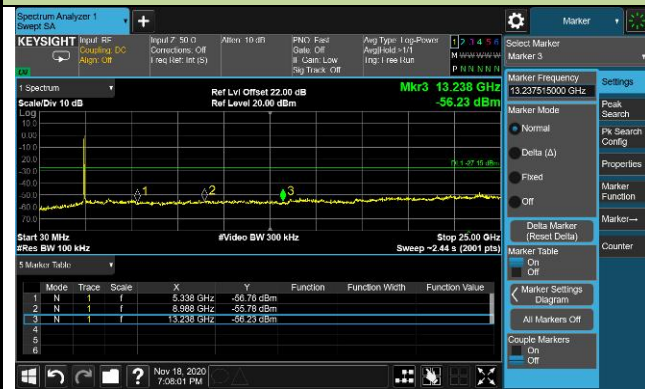 Spectrum Analyzer 1
Swept SA
+
Marker
KEYSIGHT
Input: RF
Coupling: DC
Align: Off
Input Z: 50 Ω
Corrections: Off
Freq Ref: Int (S)
Atten: 10 dB
PNO: Fast
Gate: Off
IF Gain: Low
Sig Track: Off
Avg Type: Log-Power
Avg|Hold:>1/1
Trig: Free Run
1 2 3 4 5 6
M W W W W W
P N N N N N
Select Marker
Marker 3
1 Spectrum
Scale/Div 10 dB
Log
Ref Lvl Offset 22.00 dB
Ref Level 20.00 dBm
Mkr3 13.238 GHz
-56.23 dBm
10.0
0.00
-10.0
-20.0
-30.0
-40.0
-50.0
-60.0
-70.0
1
2
3
Start 30 MHz
#Res BW 100 kHz
#Video BW 300 kHz
Stop 25.00 GHz
Sweep ~2.44 s (2001 pts)
5 Marker Table
Mode Trace Scale X Y Function Function Width Function Value
1 N 1 f 5.338 GHz -56.76 dBm
2 N 1 f 8.988 GHz -55.78 dBm
3 N 1 f 13.238 GHz -56.23 dBm
4
5
6
Marker Frequency
13.237515000 GHz
Marker Mode
Normal
Delta (Δ)
Fixed
Off
Delta Marker
(Reset Delta)
Marker Table
On
Off
Marker Settings
Diagram
All Markers Off
Couple Markers
On
Off
Settings
Peak
Search
Pk Search
Config
Properties
Marker
Function
Marker→
Counter
?
Nov 18, 2020
7:08:01 PM